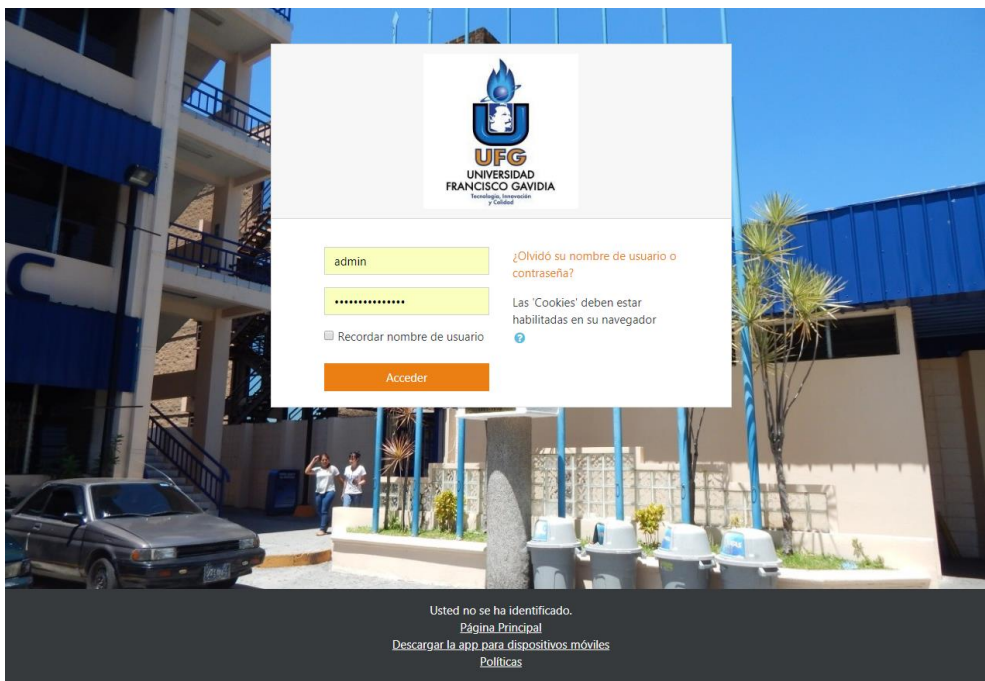 UFG
UNIVERSIDAD
FRANCISCO GAVIDIA
Tecnología, Innovación
y Calidad
admin
¿Olvidó su nombre de usuario o
contraseña?
•••••••••••••••
Las 'Cookies' deben estar
habilitadas en su navegador
Recordar nombre de usuario
?
Acceder
C
Usted no se ha identificado.
Página Principal
Descargar la app para dispositivos móviles
Políticas